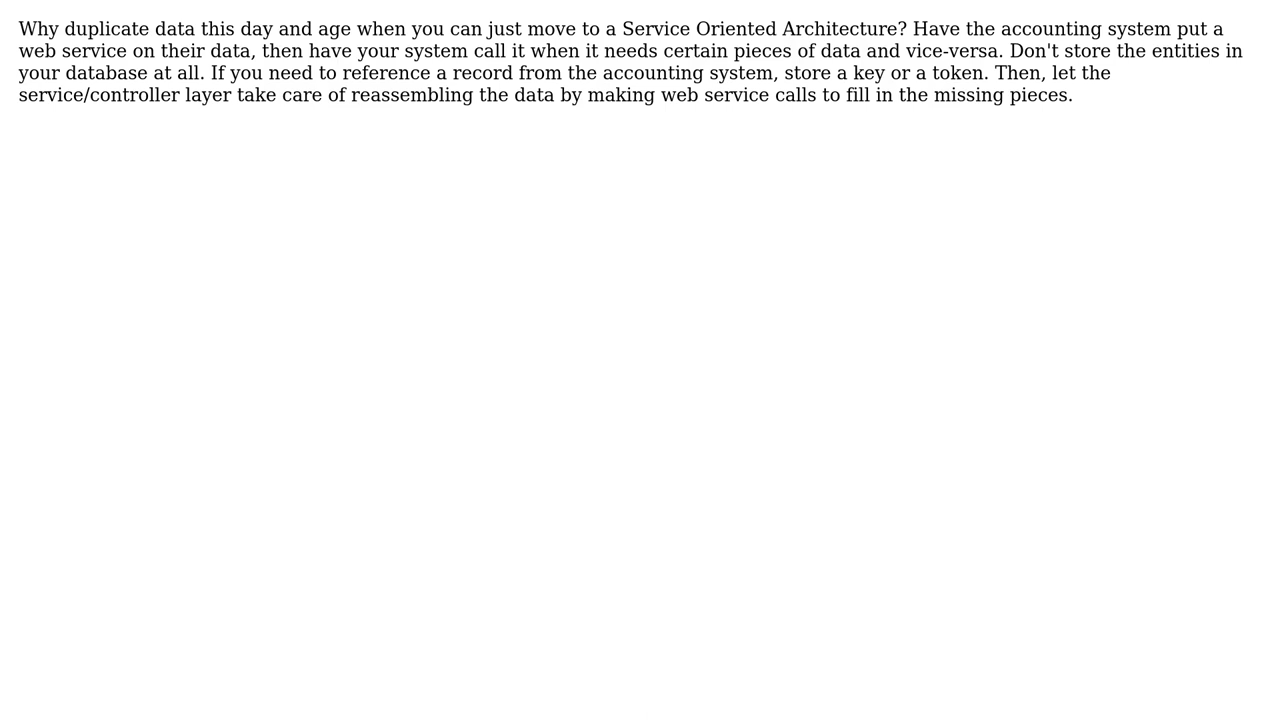 Why duplicate data this day and age when you can just move to a Service Oriented Architecture? Have the accounting system put a
web service on their data, then have your system call it when it needs certain pieces of data and vice-versa. Don't store the entities in
your database at all. If you need to reference a record from the accounting system, store a key or a token. Then, let the
service/controller layer take care of reassembling the data by making web service calls to fill in the missing pieces.